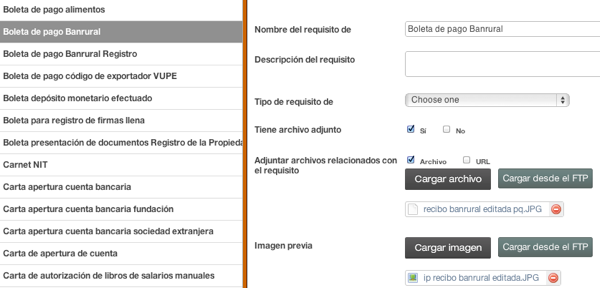 Boleta de pago alimentos
Boleta de pago Banrural
Boleta de pago Banrural Registro
Boleta de pago código de exportador VUPE
Boleta depósito monetario efectuado
Boleta para registro de firmas llena
Boleta presentación de documentos Registro de la Propieda
Carnet NIT
Carta apertura cuenta bancaria
Carta apertura cuenta bancaria fundación
Carta apertura cuenta bancaria sociedad extranjera
Carta de apertura de cuenta
Carta de autorización de libros de salarios manuales
Nombre del requisito de
Boleta de pago Banrural
Descripción del requisito
Tipo de requisito de
Choose one
Tiene archivo adjunto
Sí No
Adjuntar archivos relacionados con
el requisito
Archivo URL
Cargar archivo Cargar desde el FTP
recibo banrural editada pq.JPG
Imagen previa
Cargar imagen Cargar desde el FTP
ip recibo banrural editada.JPG